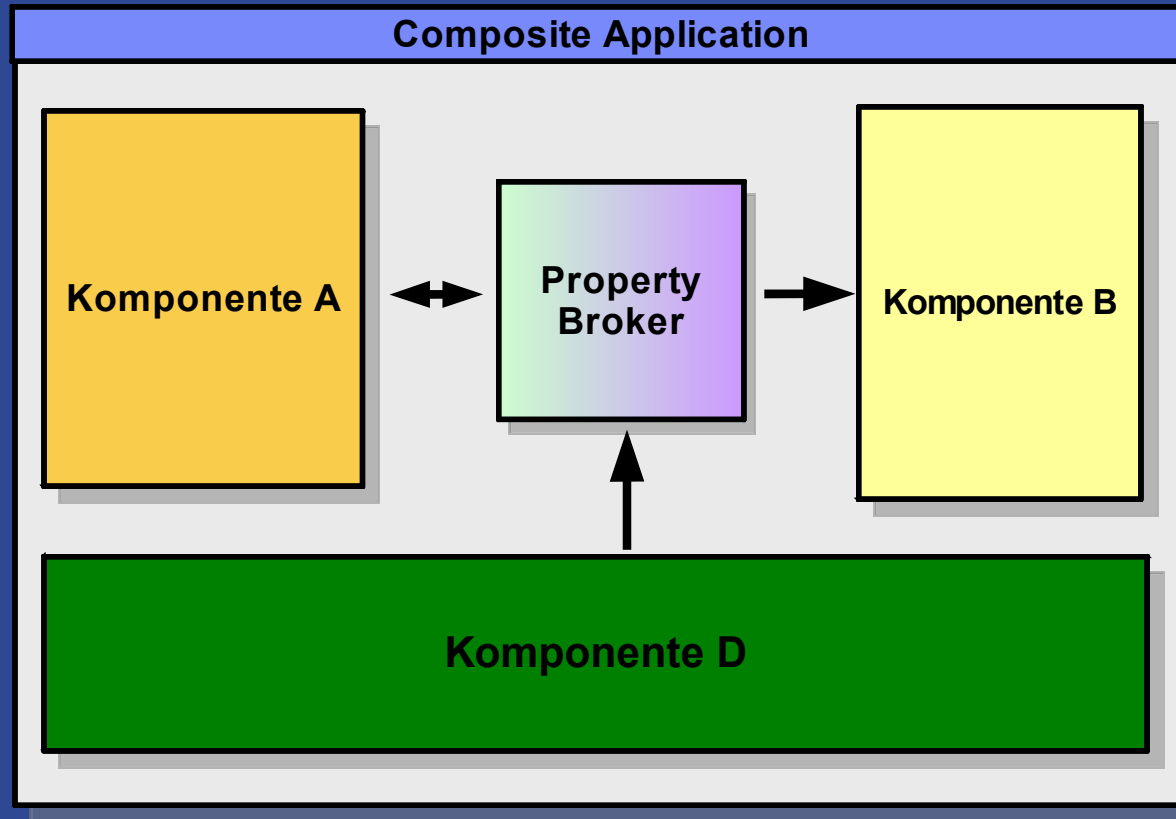 Composite Application
Komponente A
Property
Broker
Komponente B
Komponente D